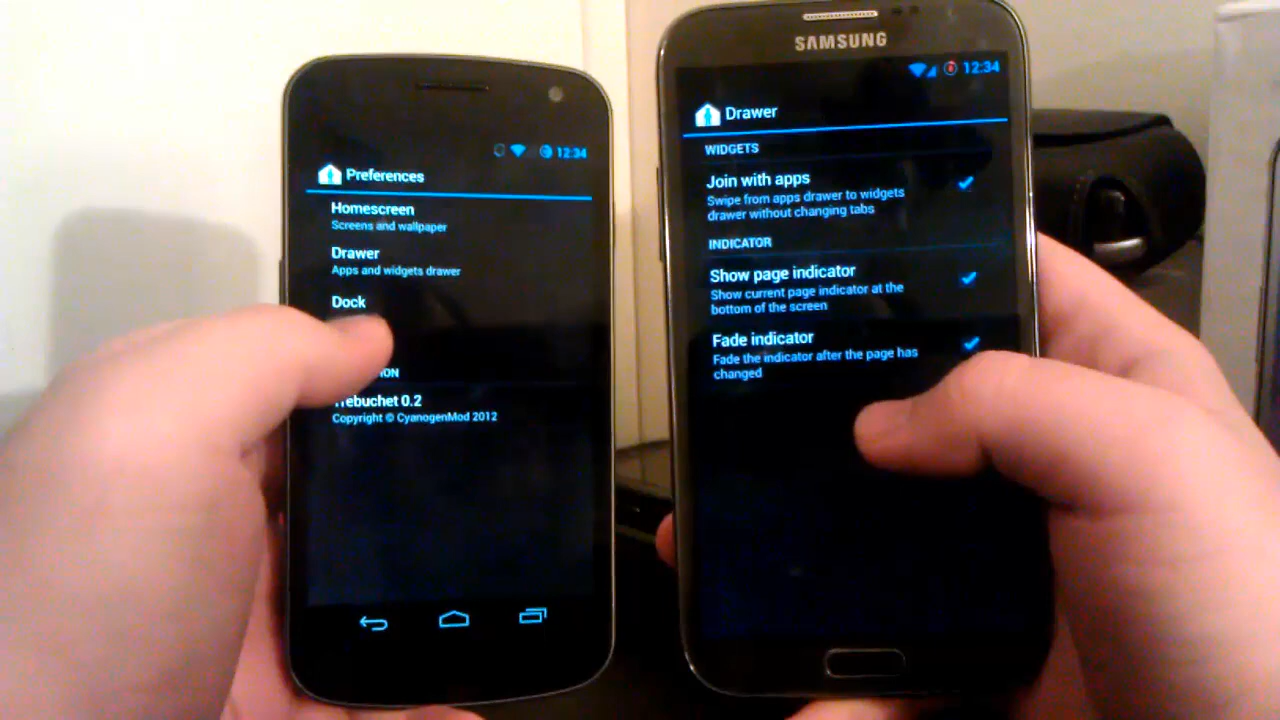 12:34
Preferences
Homescreen
Screens and wallpaper
Drawer
Apps and widgets drawer
Dock
Trebuchet 0.2
Copyright © CyanogenMod 2012
SAMSUNG
12:34
Drawer
WIDGETS
Join with apps
Swipe from apps drawer to widgets
drawer without changing tabs
INDICATOR
Show page indicator
Show current page indicator at the
bottom of the screen
Fade indicator
Fade the indicator after the page has
changed